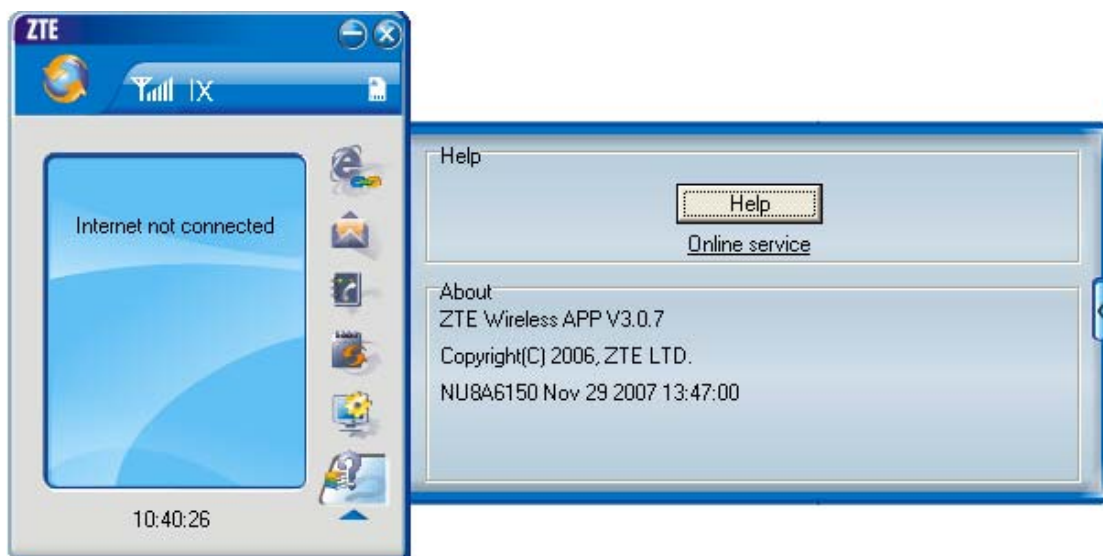 ZTE
IX
Internet not connected
10:40:26
Help
Help
Online service
About
ZTE Wireless APP V3.0.7
Copyright(C) 2006, ZTE LTD.
NU8A6150 Nov 29 2007 13:47:00